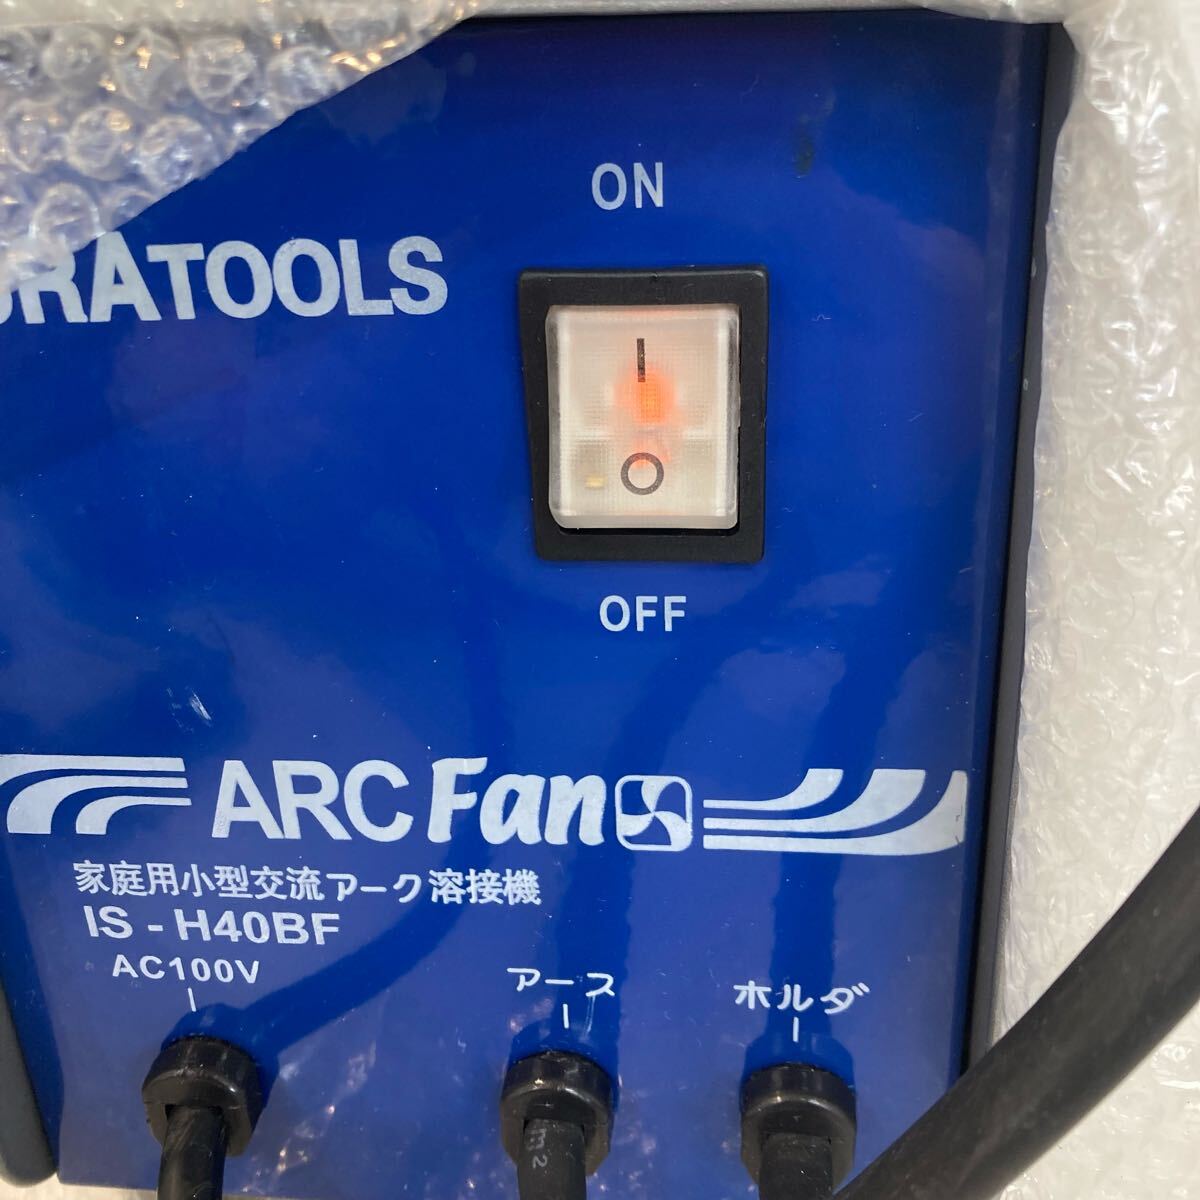 ON
RATOOLS
I
O
OFF
ARC Fan
家庭用小型交流アーク溶接機
IS - H40BF
AC100V
アース
ホルダ
m2